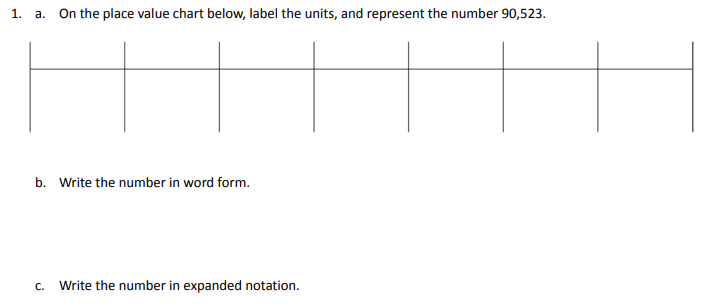 1. a. On the place value chart below, label the units, and represent the number 90,523.
b. Write the number in word form.
c. Write the number in expanded notation.